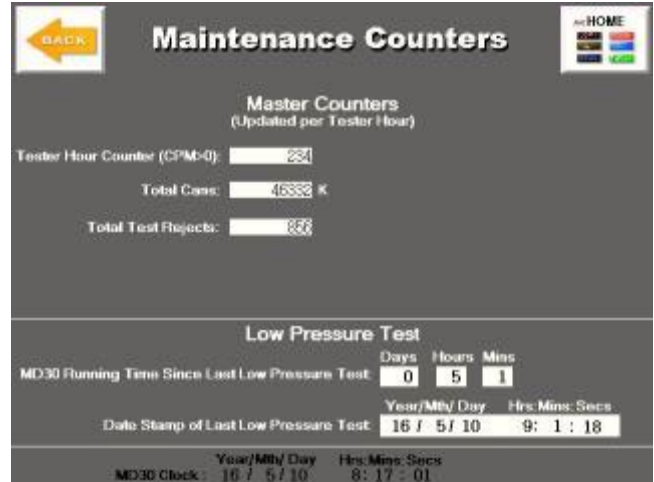 BACK
Maintenance Counters
HOME
Master Counters
(Updated per Tester Hour)
Tester Hour Counter (CPM>0): 234
Total Cans: 46332 K
Total Test Rejects: 856
Low Pressure Test
Days Hours Mins
MD30 Running Time Since Last Low Pressure Test: 0 5 1
Year/Mth/ Day Hrs:Mins:Secs
Date Stamp of Last Low Pressure Test: 16 / 5/ 10 9: 1 : 18
Year/Mth/ Day Hrs:Mins:Secs
MD30 Clock : 16 / 5/ 10 8: 17 : 01